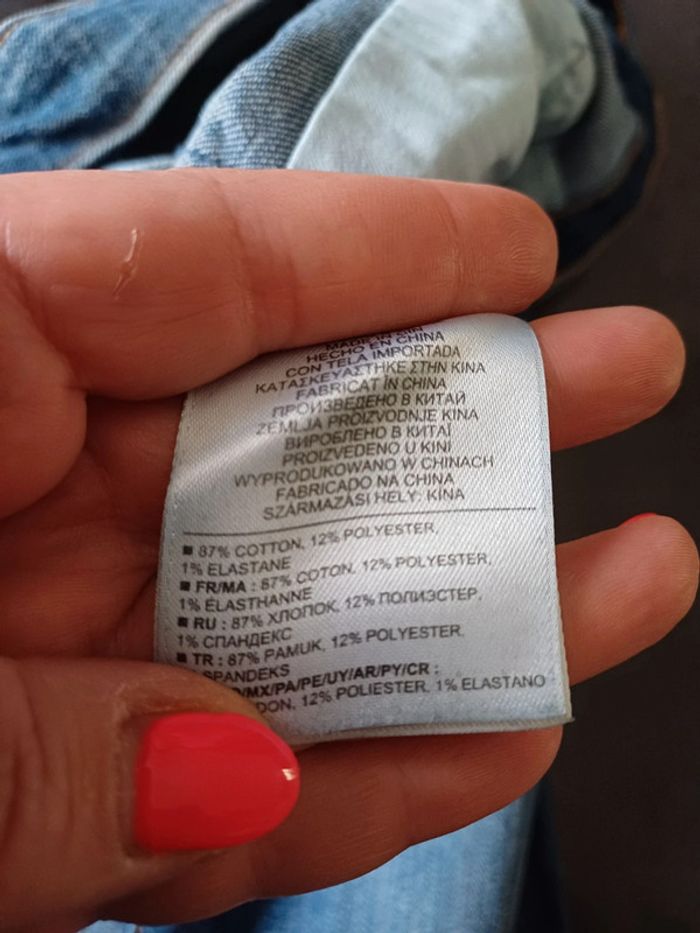 MADE IN
HECHO EN CHINA
CON TELA IMPORTADA
ΚΑΤΑΣΚΕΥΑΣΤΗΚΕ ΣΤΗΝ ΚΙΝΑ
FABRICAT ÎN CHINA
ПРОИЗВЕДЕНО В КИТАЙ
ZEMLJA PROIZVODNJE KINA
ВИРОБЛЕНО В КИТАЇ
PROIZVEDENO U KINI
WYPRODUKOWANO W CHINACH
FABRICADO NA CHINA
SZÁRMAZÁSI HELY: KÍNA
■ 87% COTTON, 12% POLYESTER,
1% ELASTANE
■ FR/MA : 87% COTON, 12% POLYESTER,
1% ÉLASTHANNE
■ RU : 87% ХЛОПОК, 12% ПОЛИЭСТЕР,
1% СПАНДЕКС
■ TR : 87% PAMUK, 12% POLYESTER.
SPANDEKS
/MX/PA/PE/UY/AR/PY/CR :
12% POLIESTER. 1% ELASTANO